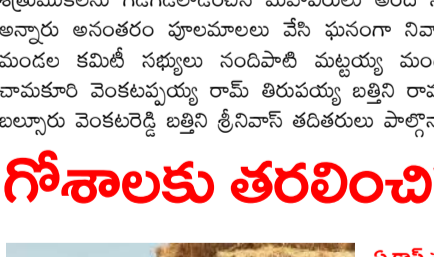 అన్నారు అనంతరం పూలమాలలు వేసి ఘనంగా నివా
మండల కమిటీ సభ్యులు నందిపాటి మట్టయ్య మం
చామకూరి వెంకటప్పయ్య రామ్ తిరుపయ్య బత్తిని రామ
బల్సూరు వెంకటరెడ్డి బత్తిని శ్రీనివాస్ తదితరులు పాల్గొన
గోశాలకు తరలించి